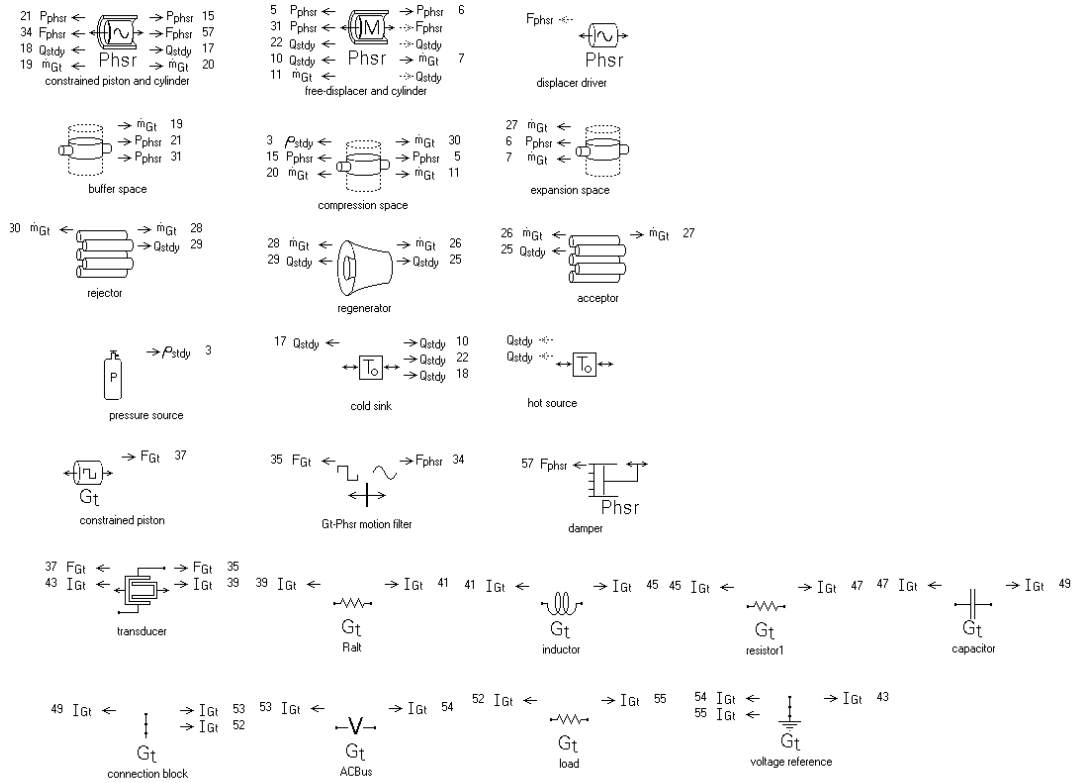 21 Pphsr Pphsr 15
34 Fphsr Fphsr 57
18 Qstdy Qstdy 17
19 ṁGt Phsr ṁGt 20
constrained piston and cylinder
5 Pphsr Pphsr 6
31 Pphsr M Fphsr
22 Qstdy Qstdy
10 Qstdy Phsr ṁGt 7
11 ṁGt Qstdy
free-displacer and cylinder
Fphsr
Phsr
displacer driver
ṁGt 19
Pphsr 21
Pphsr 31
buffer space
3 ρstdy ṁGt 30
15 Pphsr Pphsr 5
20 ṁGt ṁGt 11
compression space
27 ṁGt
6 Pphsr
7 ṁGt
expansion space
30 ṁGt ṁGt 28
Qstdy 29
rejector
28 ṁGt ṁGt 26
29 Qstdy Qstdy 25
regenerator
26 ṁGt ṁGt 27
25 Qstdy
acceptor
ρstdy 3
P
pressure source
17 Qstdy Qstdy 10
To Qstdy 22
Qstdy 18
cold sink
Qstdy
Qstdy To
hot source
FGt 37
Gt
constrained piston
35 FGt Fphsr 34
Gt-Phsr motion filter
57 Fphsr
Phsr
damper
37 FGt FGt 35
43 IGt IGt 39
transducer
39 IGt IGt 41
Gt
Ralt
41 IGt IGt 45
Gt
inductor
45 IGt IGt 47
Gt
resistor1
47 IGt IGt 49
Gt
capacitor
49 IGt IGt 53
IGt 52
Gt
connection block
53 IGt IGt 54
V
Gt
ACBus
52 IGt IGt 55
Gt
load
54 IGt IGt 43
55 IGt
Gt
voltage reference